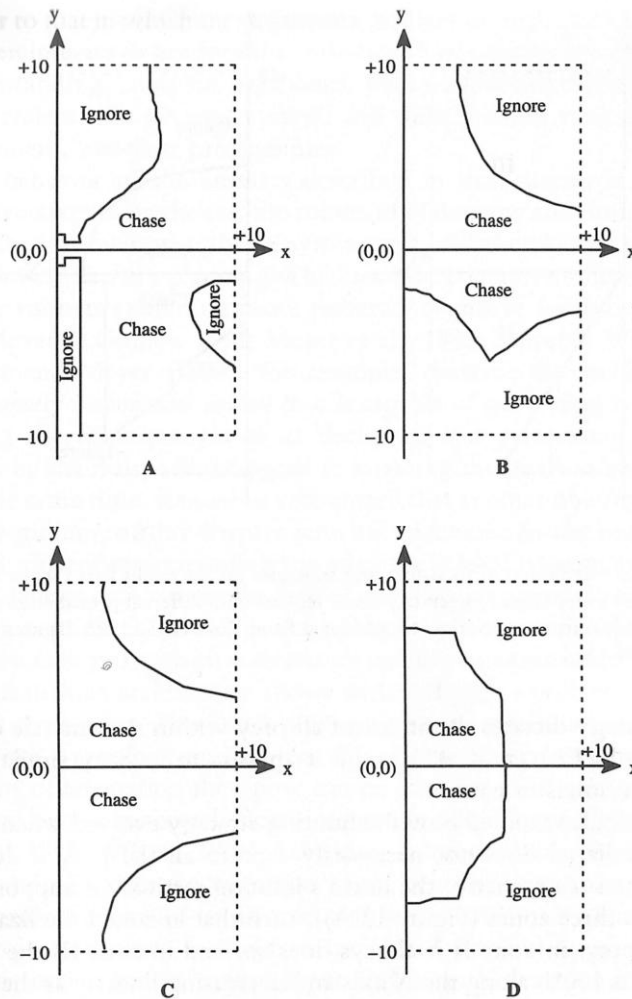 y
+10
Ignore
Chase
+10
(0,0)
x
Chase
Ignore
Ignore
−10
A
y
+10
Ignore
Chase
+10
(0,0)
x
Chase
Ignore
−10
B
y
+10
Ignore
Chase
+10
(0,0)
x
Chase
Ignore
−10
C
y
+10
Ignore
Chase
+10
(0,0)
x
Chase
Ignore
−10
D